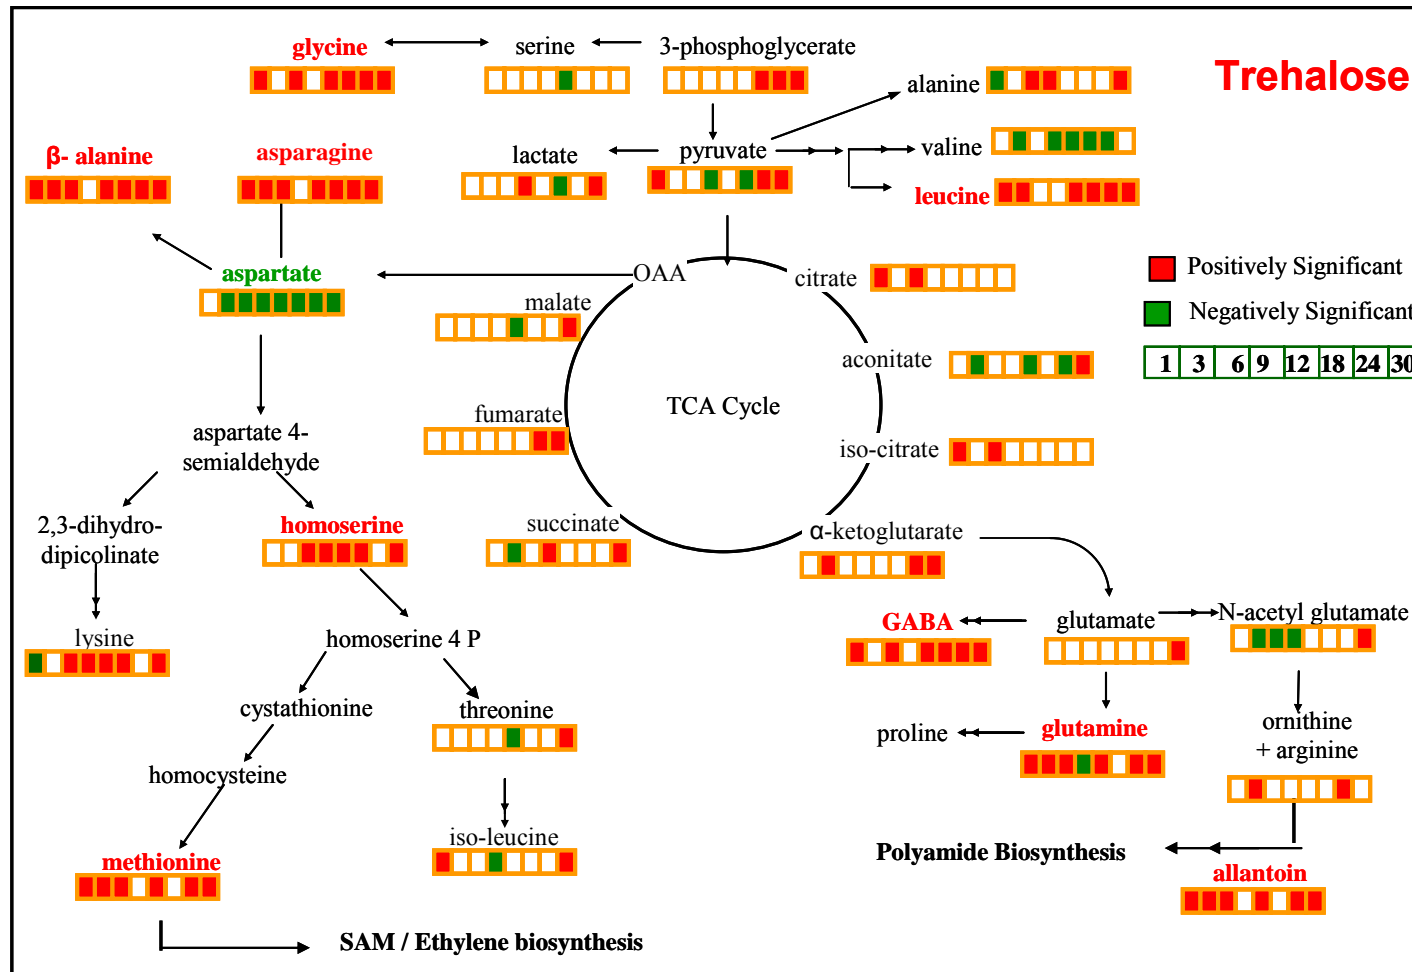 glycine
serine
3-phosphoglycerate
Trehalose
alanine
β- alanine
asparagine
lactate
pyruvate
valine
leucine
aspartate
OAA
citrate
Positively Significant
malate
Negatively Significant
aconitate
1 3 6 9 12 18 24 30
TCA Cycle
fumarate
aspartate 4-
semialdehyde
iso-citrate
2,3-dihydro-
dipicolinate
homoserine
succinate
α-ketoglutarate
GABA
glutamate
N-acetyl glutamate
lysine
homoserine 4 P
cystathionine
threonine
proline
glutamine
ornithine
+ arginine
homocysteine
iso-leucine
methionine
Polyamide Biosynthesis
allantoin
SAM / Ethylene biosynthesis